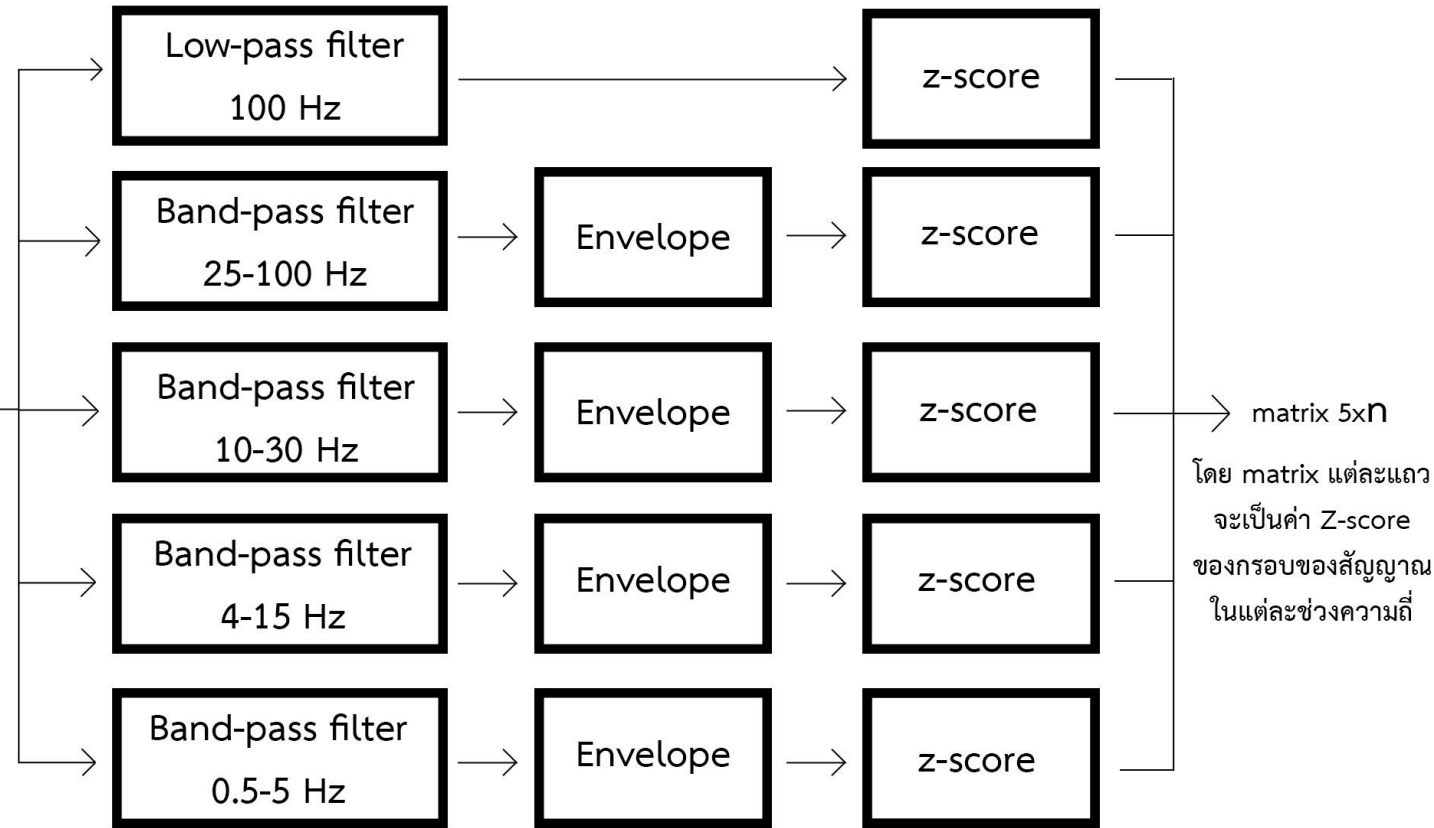 Low-pass filter
100 Hz
z-score
Band-pass filter
25-100 Hz
Envelope
z-score
Band-pass filter
10-30 Hz
Envelope
z-score
matrix 5xn
โดย matrix แต่ละแถว
จะเป็นค่า Z-score
ของกรอบของสัญญาณ
ในแต่ละช่วงความถี่
Band-pass filter
4-15 Hz
Envelope
z-score
Band-pass filter
0.5-5 Hz
Envelope
z-score